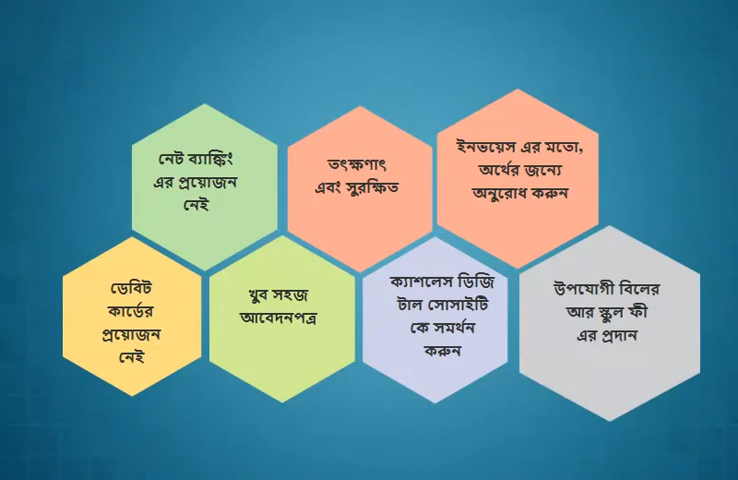 নেট ব্যাঙ্কিং
এর প্রয়োজন
নেই
তৎক্ষণাৎ
এবং সুরক্ষিত
ইনভয়েস এর মতো,
অর্থের জন্যে
অনুরোধ করুন
ডেবিট
কার্ডের
প্রয়োজন
নেই
খুব সহজ
আবেদনপত্র
ক্যাশলেস ডিজি
টাল সোসাইটি
কে সমর্থন
করুন
উপযোগী বিলের
আর স্কুল ফী
এর প্রদান